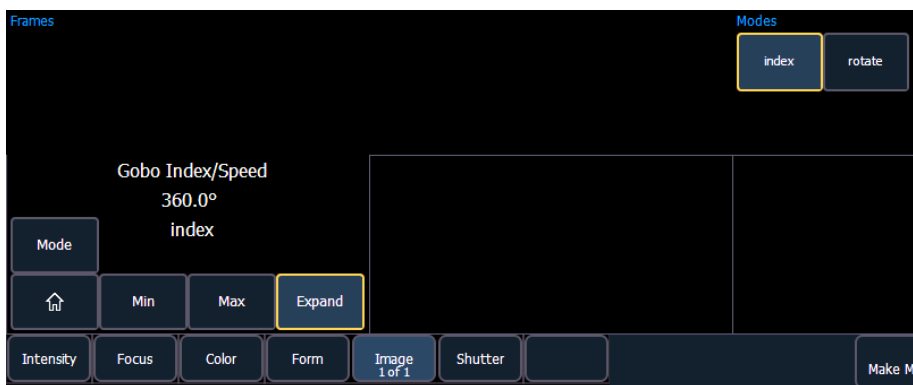 Frames
Modes
index
rotate
Gobo Index/Speed
360.0°
index
Mode
Min
Max
Expand
Intensity
Focus
Color
Form
Image
1 of 1
Shutter
Make M